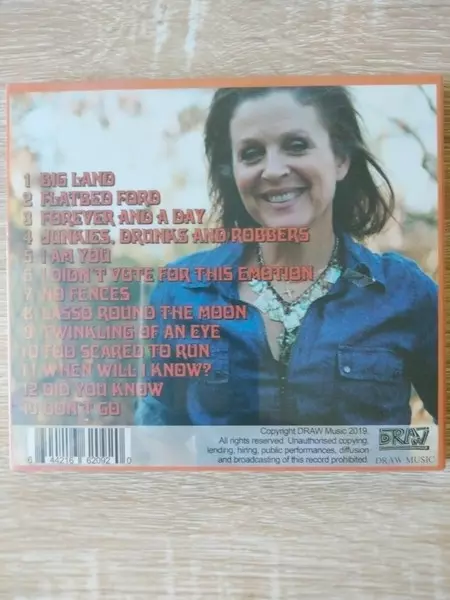 1 BIG LAND
2 FLATBED FORD
3 FOREVER AND A DAY
4 JUNKIES, DRUNKS AND ROBBERS
5 I AM YOU
6 I DIDN'T VOTE FOR THIS EMOTION
7 NO FENCES
8 LASSO ROUND THE MOON
9 TWINKLING OF AN EYE
10 TOO SCARED TO RUN
11 WHEN WILL I KNOW?
12 DID YOU KNOW
13 DON'T GO
Copyright DRAW Music 2019.
All rights reserved. Unauthorised copying,
lending, hiring, public performances, diffusion
and broadcasting of this record prohibited.
DRAW
DRAW MUSIC
6 44216 62092 0